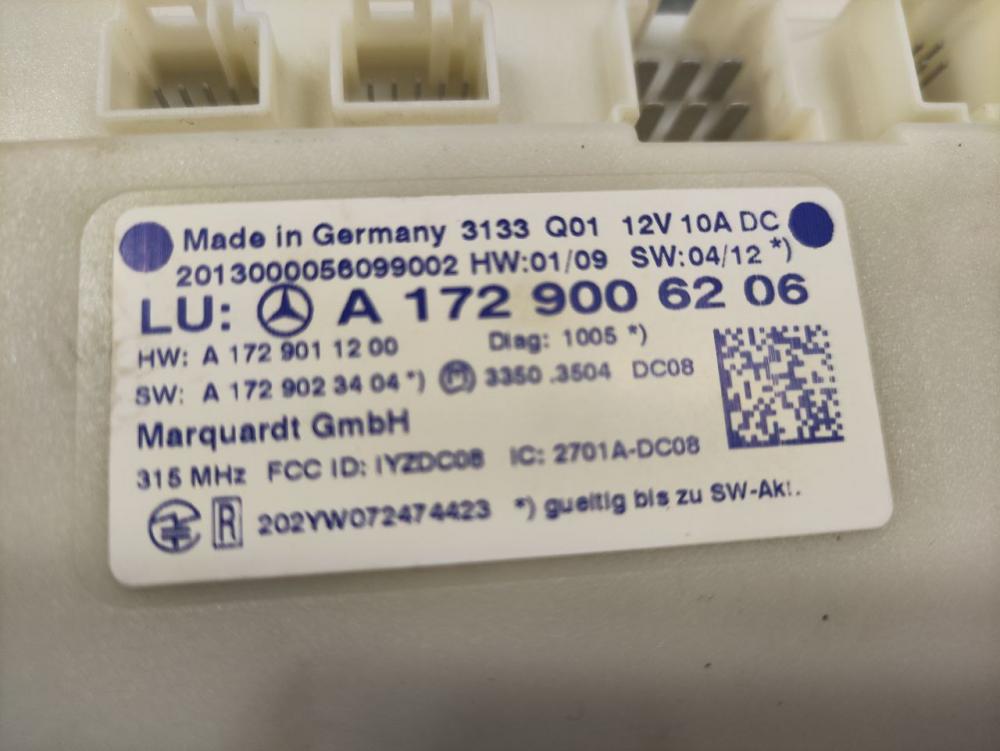 Made in Germany 3133 Q01 12V 10A DC
2013000056099002 HW:01/09 SW:04/12 *)
LU: A 172 900 62 06
HW: A 172 901 12 00 Diag: 1005 *)
SW: A 172 902 34 04 *) 3350.3504 DC08
Marquardt GmbH
315 MHz FCC ID: IYZDC08 IC: 2701A-DC08
R 202YW072474423 *) gueltig bis zu SW-Akt.